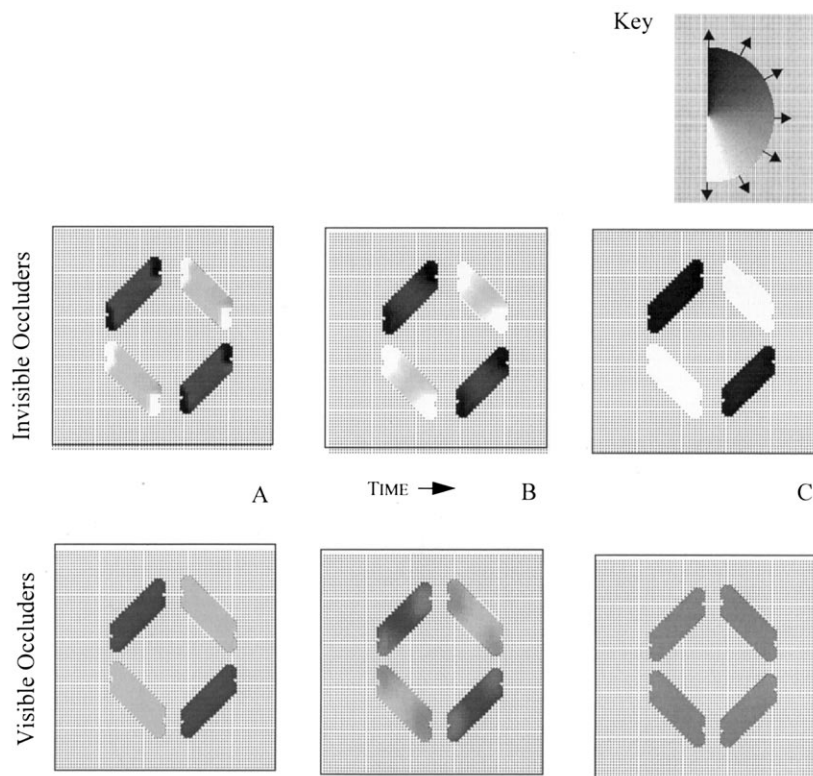 Key
Invisible Occluders
A
TIME
B
C
Visible Occluders